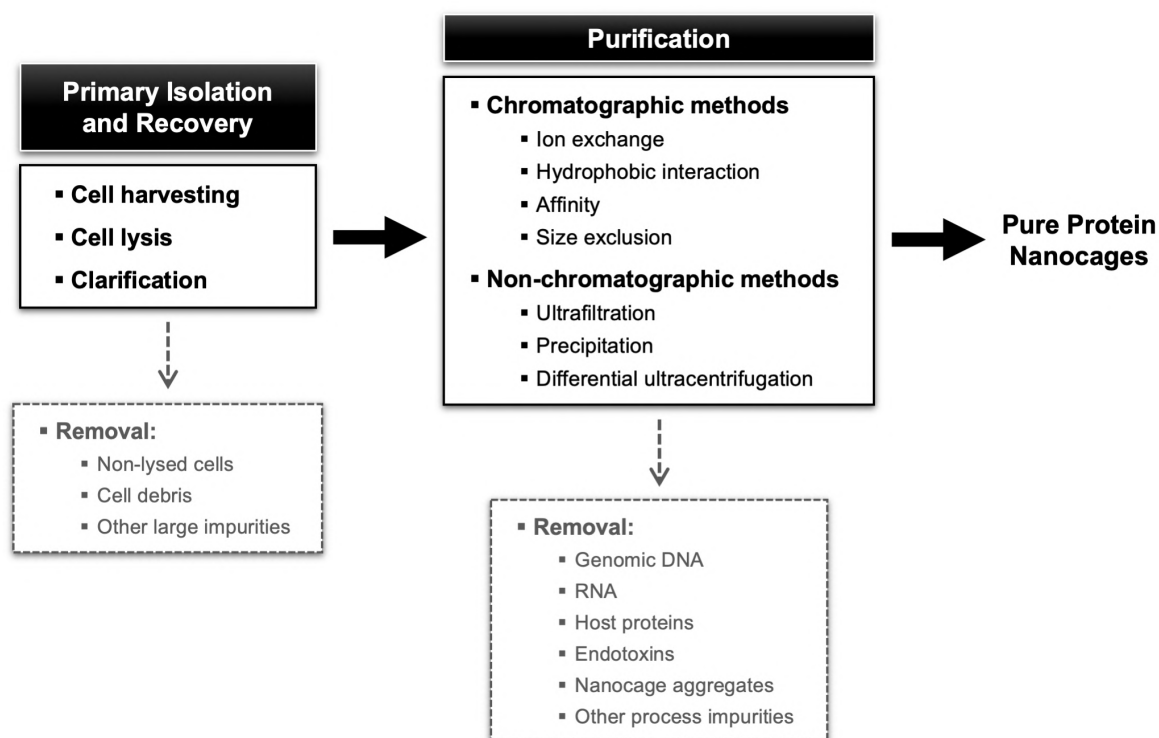 Primary Isolation
and Recovery
▪ Cell harvesting
▪ Cell lysis
▪ Clarification
▪ Removal:
▪ Non-lysed cells
▪ Cell debris
▪ Other large impurities
Purification
▪ Chromatographic methods
▪ Ion exchange
▪ Hydrophobic interaction
▪ Affinity
▪ Size exclusion
▪ Non-chromatographic methods
▪ Ultrafiltration
▪ Precipitation
▪ Differential ultracentrifugation
▪ Removal:
▪ Genomic DNA
▪ RNA
▪ Host proteins
▪ Endotoxins
▪ Nanocage aggregates
▪ Other process impurities
Pure Protein
Nanocages